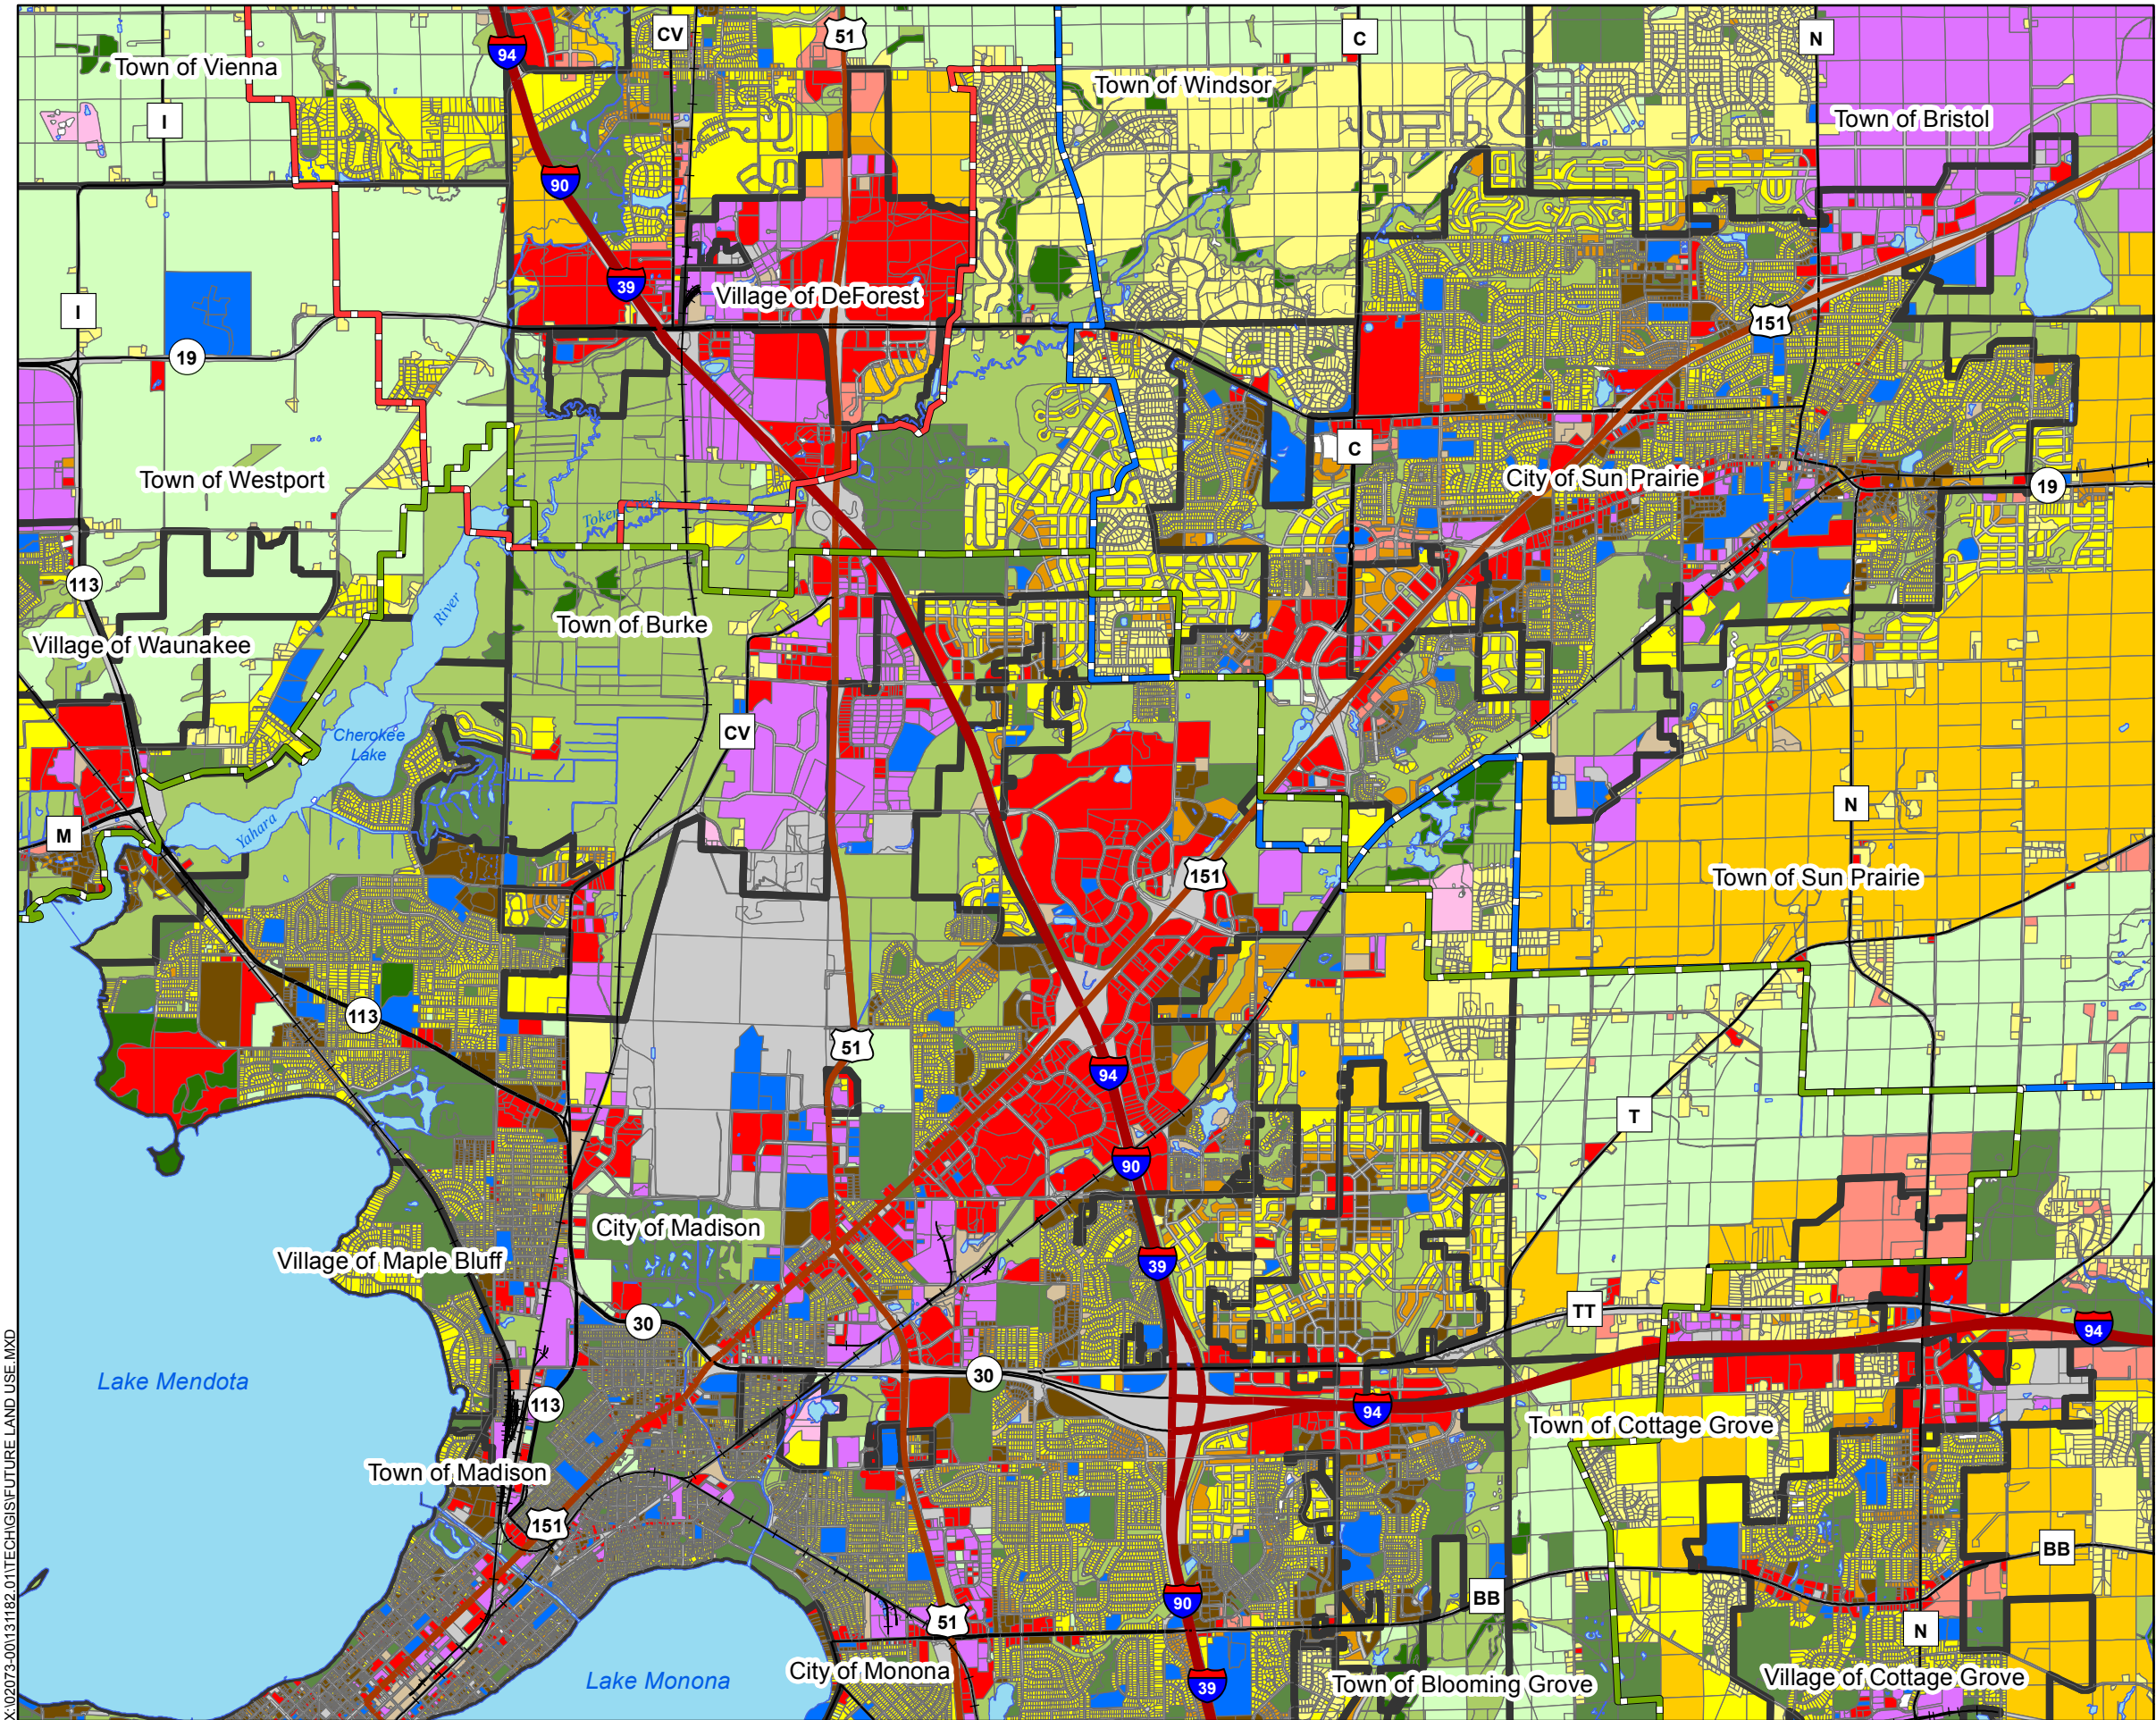 94
CV
51
C
N
Town of Vienna
Town of Windsor
Town of Bristol
I
90
39
Village of DeForest
I
151
19
C
Town of Westport
City of Sun Prairie
19
Token Creek
113
River
Town of Burke
Village of Waunakee
CV
Cherokee
Lake
N
M
Yahara
151
Town of Sun Prairie
113
51
94
T
90
City of Madison
Village of Maple Bluff
39
TT
30
94
30
Lake Mendota
113
94
Town of Cottage Grove
Town of Madison
151
BB
90
BB
51
N
City of Monona
Lake Monona
39
Town of Blooming Grove
Village of Cottage Grove
X:\02073-00\131182.01\TECH\GIS\FUTURE LAND USE.MXD